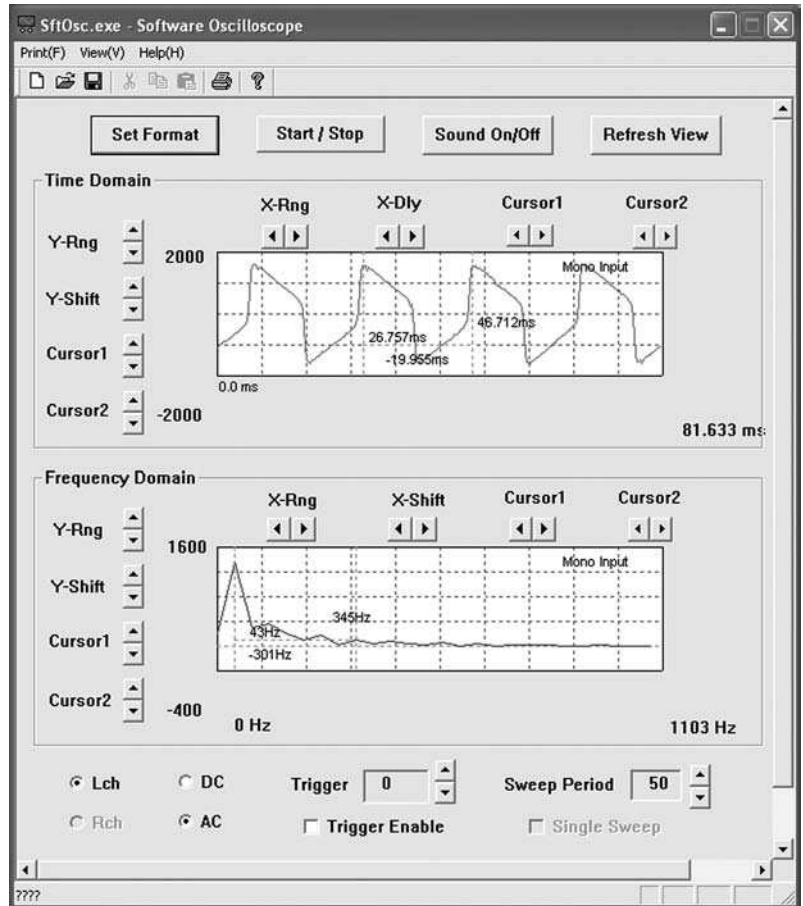 SftOsc.exe - Software Oscilloscope
Print(F) View(V) Help(H)
Set Format Start / Stop Sound On/Off Refresh View
Time Domain
X-Rng X-Dly Cursor1 Cursor2
Y-Rng
2000
Mono Input
Y-Shift
46.712ms
26.757ms
Cursor1
-19.955ms
0.0 ms
Cursor2
-2000
81.633 ms
Frequency Domain
X-Rng X-Shift Cursor1 Cursor2
Y-Rng
1600
Mono Input
Y-Shift
345Hz
43Hz
Cursor1
-301Hz
Cursor2
-400
0 Hz
1103 Hz
Lch DC Trigger 0 Sweep Period 50
Rch AC Trigger Enable Single Sweep
????